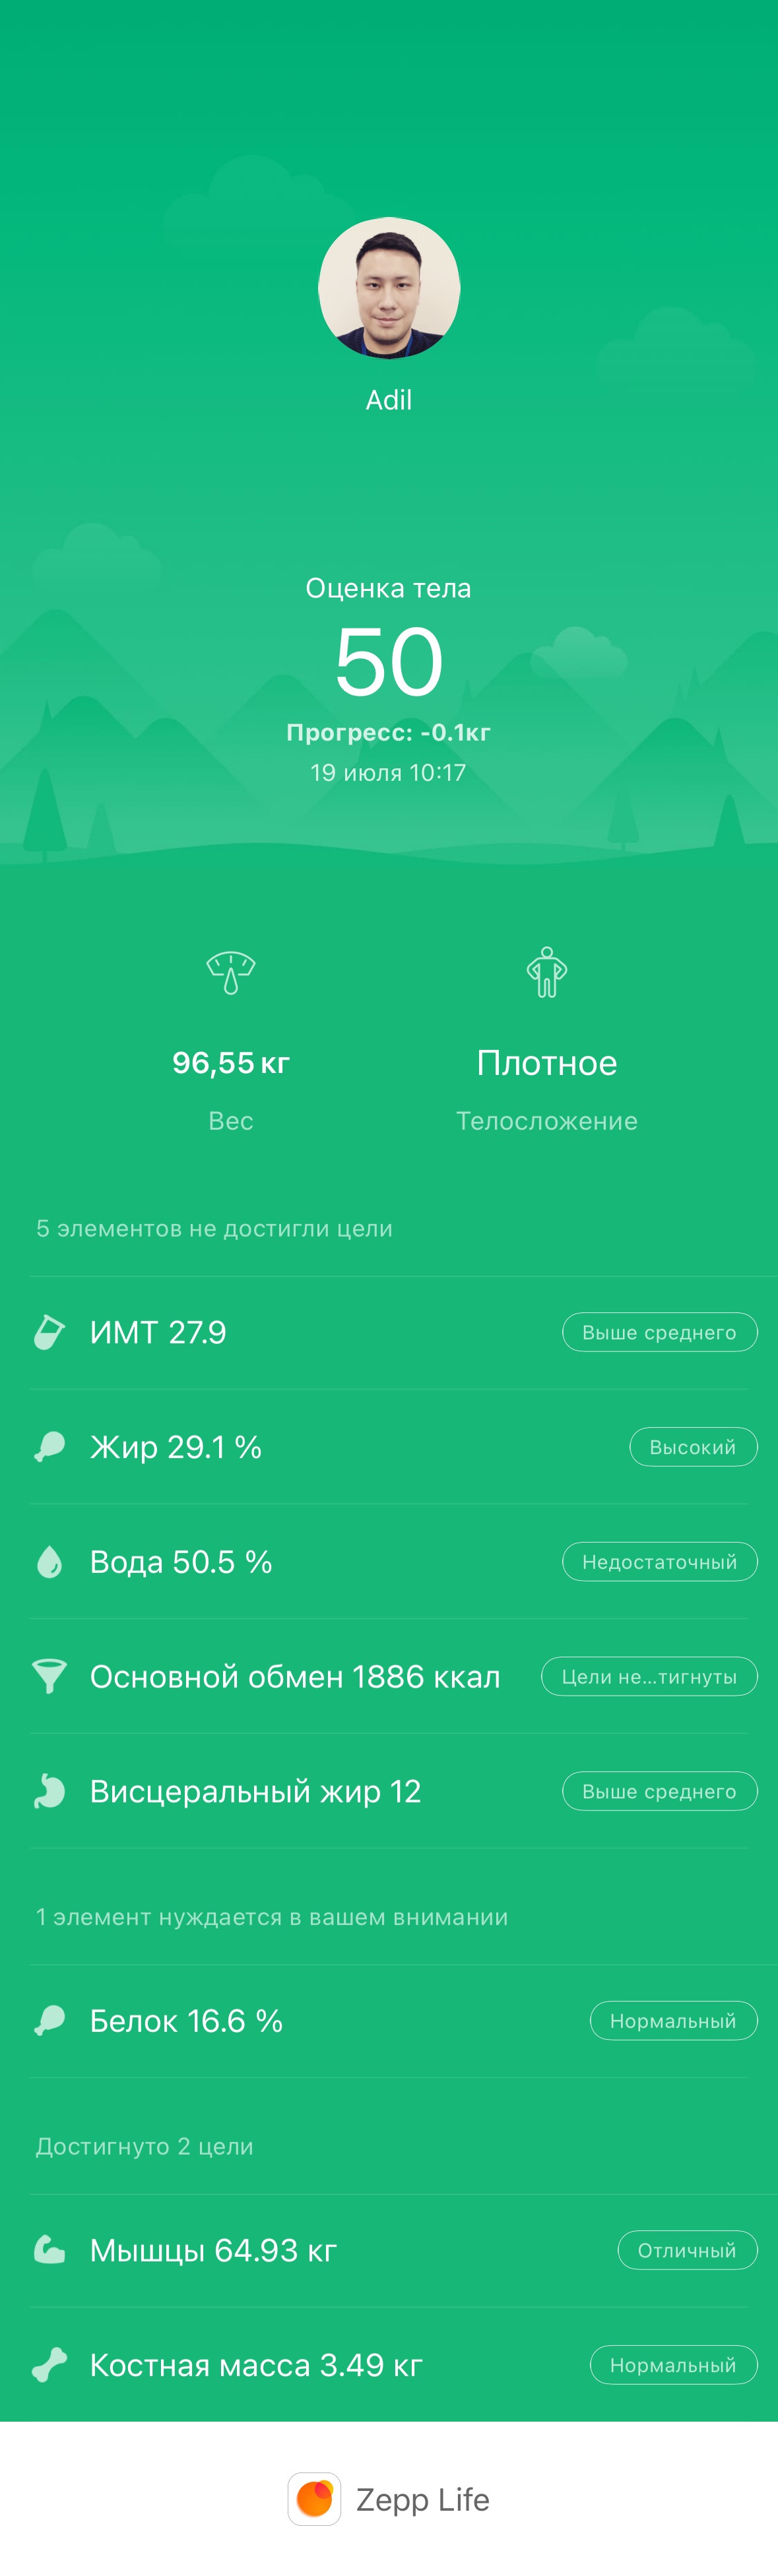 Adil
Оценка тела
50
Прогресс: -0.1кг
19 июля 10:17
96,55 кг
Плотное
Вес
Телосложение
5 элементов не достигли цели
ИМТ 27.9
Выше среднего
Жир 29.1 %
Высокий
Вода 50.5 %
Недостаточный
Основной обмен 1886 ккал
Цели не...тигнуты
Висцеральный жир 12
Выше среднего
1 элемент нуждается в вашем внимании
Белок 16.6 %
Нормальный
Достигнуто 2 цели
Мышцы 64.93 кг
Отличный
Костная масса 3.49 кг
Нормальный
Zepp Life